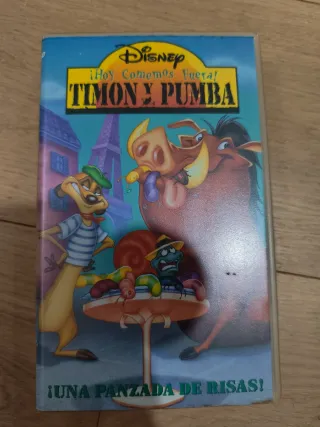 Disney
¡Hoy Comemos Fuera!
TIMON Y PUMBA
¡UNA PANZADA DE RISAS!